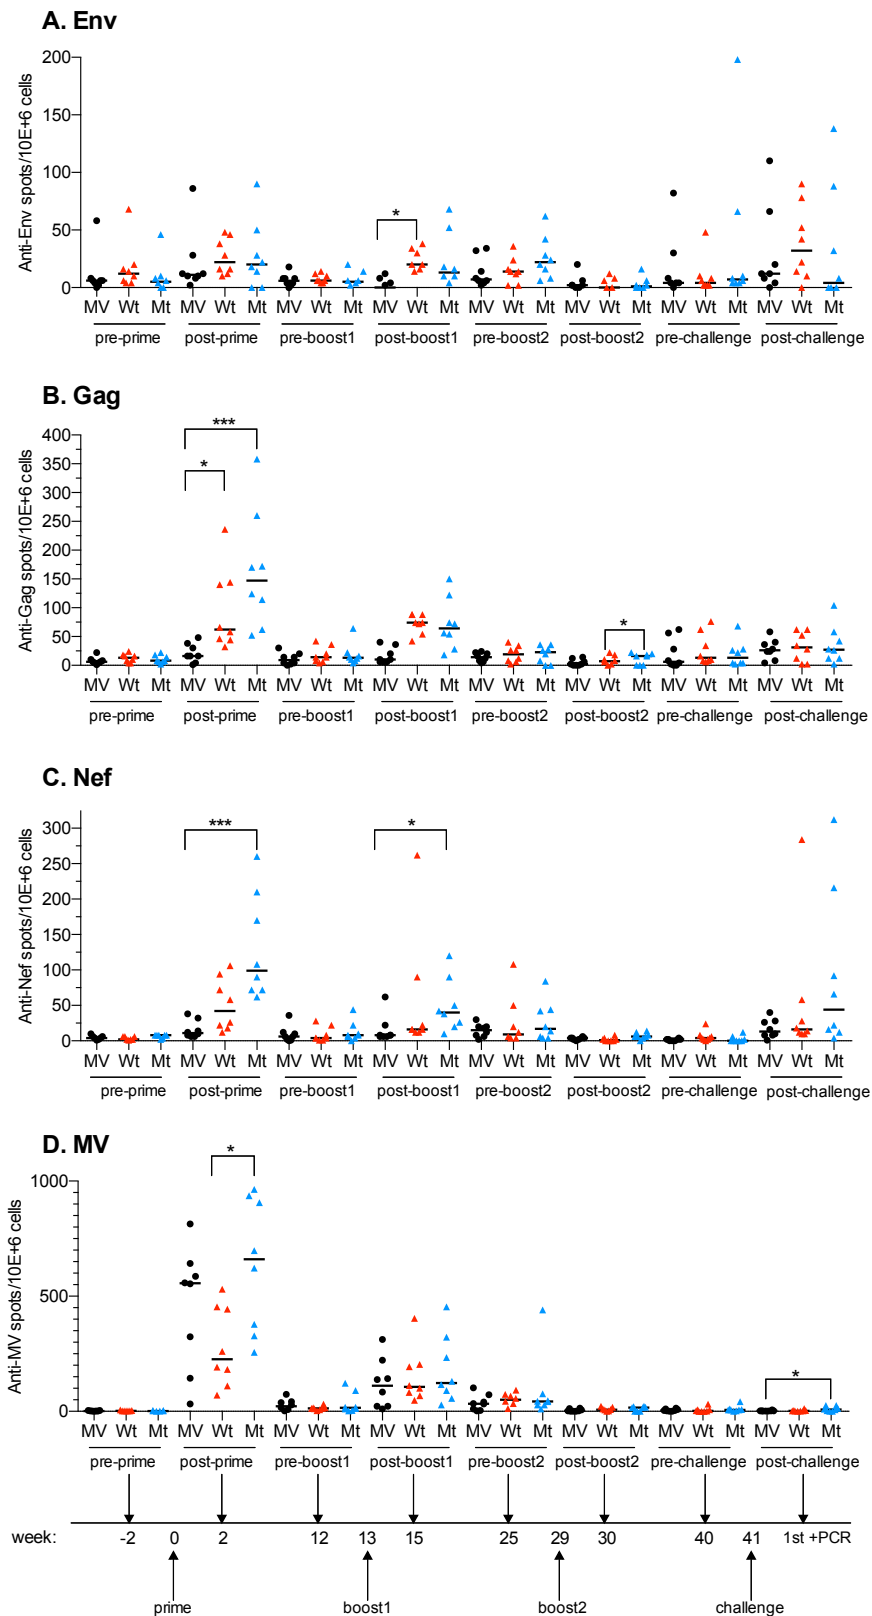 A. Env
Anti-Env spots/10E+6 cells
200
150
100
50
0
*
MV Wt Mt MV Wt Mt MV Wt Mt MV Wt Mt MV Wt Mt MV Wt Mt MV Wt Mt MV Wt Mt
pre-prime post-prime pre-boost1 post-boost1 pre-boost2 post-boost2 pre-challenge post-challenge
B. Gag
Anti-Gag spots/10E+6 cells
400
350
300
250
200
150
100
50
0
***
*
*
MV Wt Mt MV Wt Mt MV Wt Mt MV Wt Mt MV Wt Mt MV Wt Mt MV Wt Mt MV Wt Mt
pre-prime post-prime pre-boost1 post-boost1 pre-boost2 post-boost2 pre-challenge post-challenge
C. Nef
Anti-Nef spots/10E+6 cells
300
250
200
150
100
50
0
***
*
MV Wt Mt MV Wt Mt MV Wt Mt MV Wt Mt MV Wt Mt MV Wt Mt MV Wt Mt MV Wt Mt
pre-prime post-prime pre-boost1 post-boost1 pre-boost2 post-boost2 pre-challenge post-challenge
D. MV
Anti-MV spots/10E+6 cells
1000
500
0
*
*
MV Wt Mt MV Wt Mt MV Wt Mt MV Wt Mt MV Wt Mt MV Wt Mt MV Wt Mt MV Wt Mt
pre-prime post-prime pre-boost1 post-boost1 pre-boost2 post-boost2 pre-challenge post-challenge
week: -2 0 2 12 13 15 25 29 30 40 41 1st +PCR
prime boost1 boost2 challenge